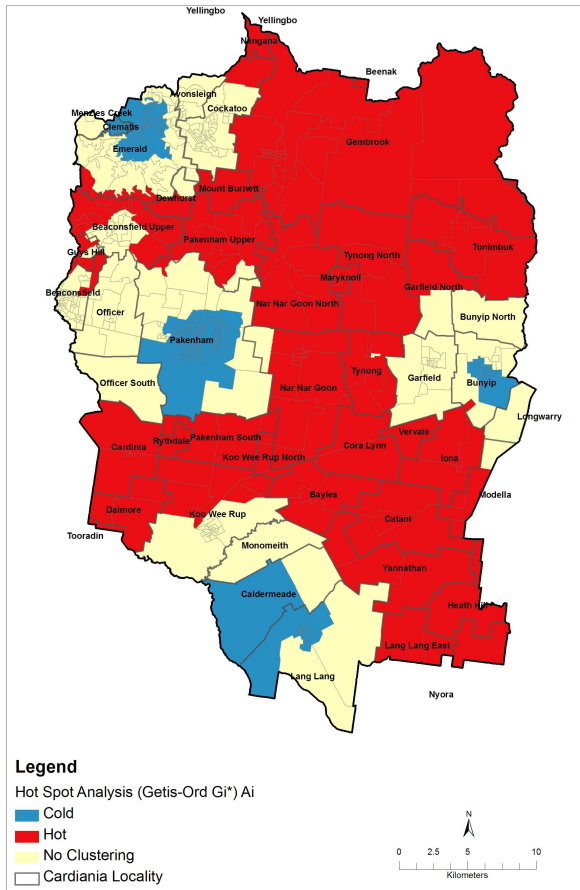 Yellingbo
Yellingbo
Nangana
Beenak
Avonsleigh
Cockatoo
Menzies Creek
Clematis
Gembrook
Emerald
Mount Burnett
Dewhurst
Beaconsfield Upper
Pakenham Upper
Tonimbuk
Guys Hill
Tynong North
Maryknoll
Garfield North
Beaconsfield
Nar Nar Goon North
Officer
Bunyip North
Pakenham
Tynong
Garfield
Bunyip
Officer South
Nar Nar Goon
Longwarry
Vervale
Pakenham South
Rythdale
Cardinia
Cora Lynn
Koo Wee Rup North
Iona
Bayles
Modella
Dalmore
Koo Wee Rup
Catani
Tooradin
Monomeith
Yannathan
Caldermeade
Heath Hill
Lang Lang East
Lang Lang
Nyora
Legend
Hot Spot Analysis (Getis-Ord Gi*) Ai
Cold
Hot
No Clustering
Cardiania Locality
N
0 2.5 5 10
Kilometers